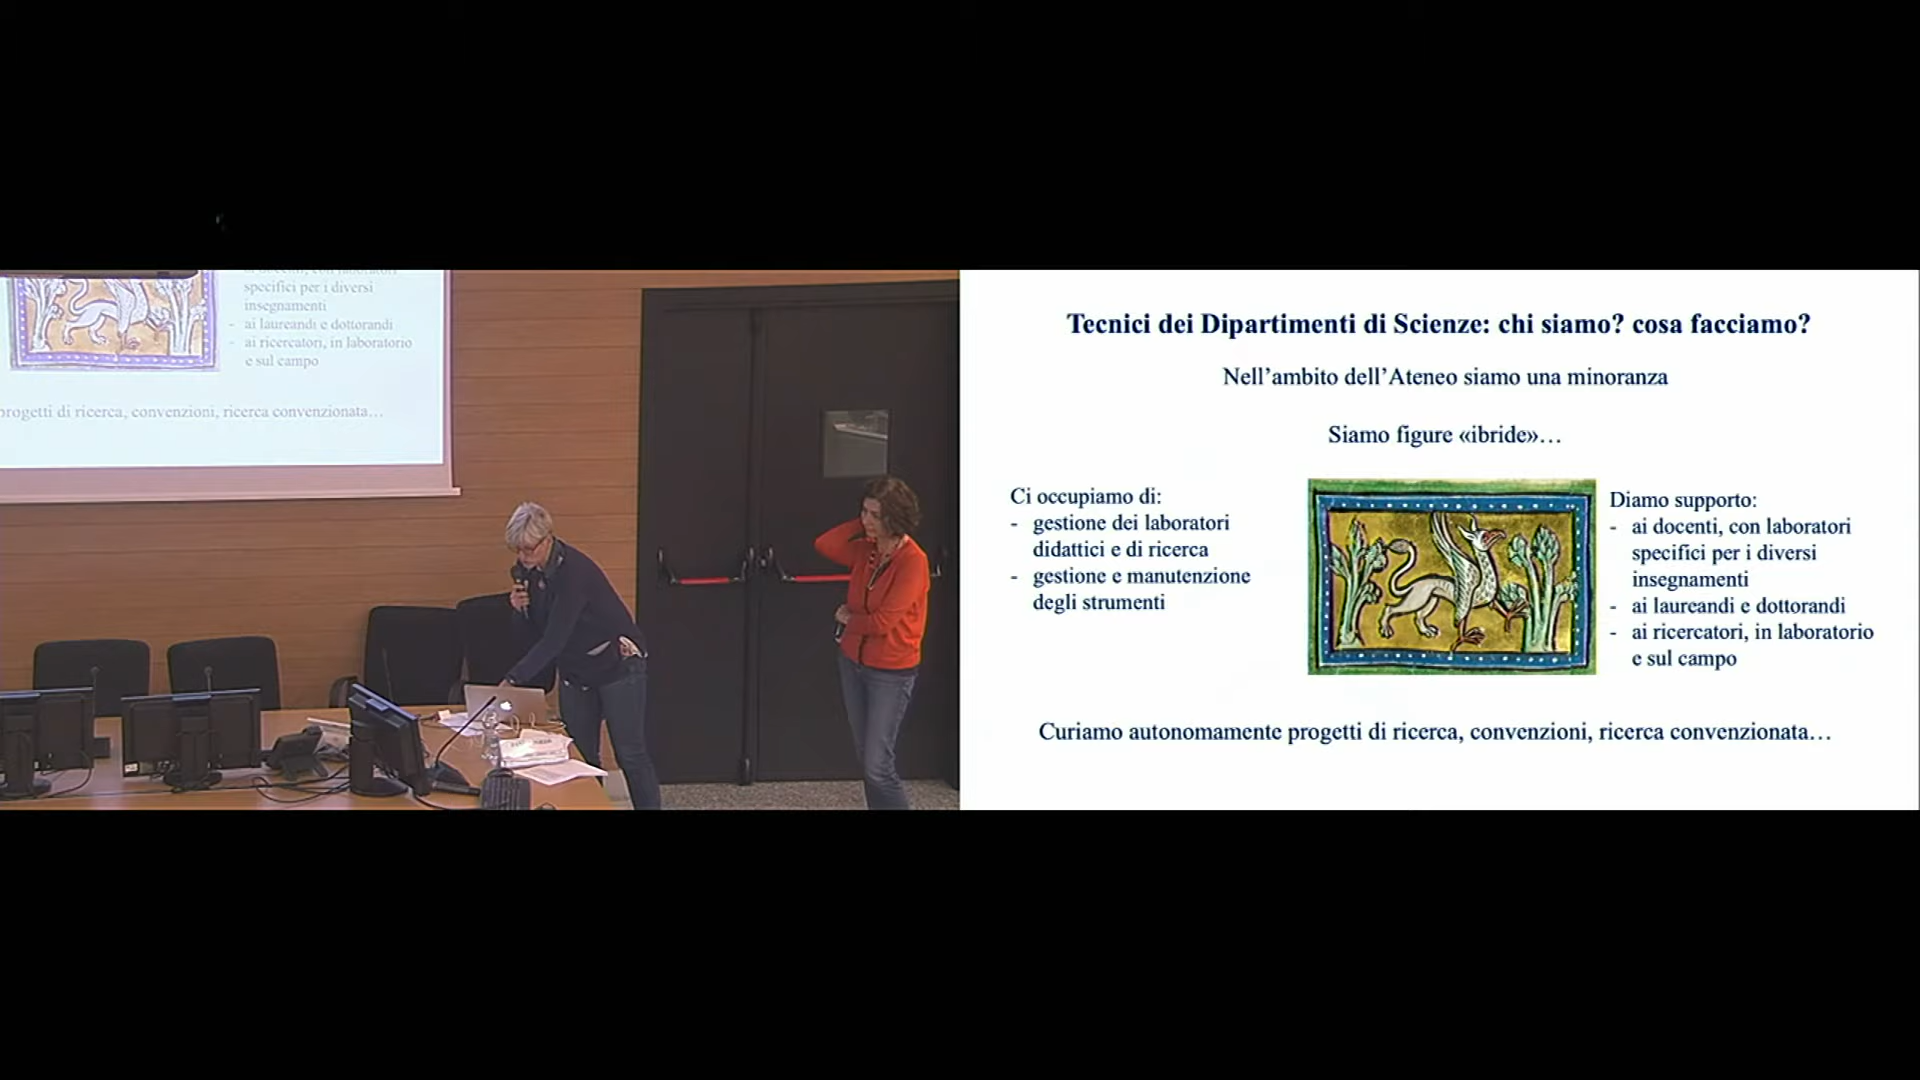 ai docenti, con laboratori
specifici per i diversi
insegnamenti
- ai laureandi e dottorandi
- ai ricercatori, in laboratorio
e sul campo
progetti di ricerca, convenzioni, ricerca convenzionata…
Tecnici dei Dipartimenti di Scienze: chi siamo? cosa facciamo?
Nell’ambito dell’Ateneo siamo una minoranza
Siamo figure «ibride»…
Ci occupiamo di:
- gestione dei laboratori
didattici e di ricerca
- gestione e manutenzione
degli strumenti
Diamo supporto:
- ai docenti, con laboratori
specifici per i diversi
insegnamenti
- ai laureandi e dottorandi
- ai ricercatori, in laboratorio
e sul campo
Curiamo autonomamente progetti di ricerca, convenzioni, ricerca convenzionata…